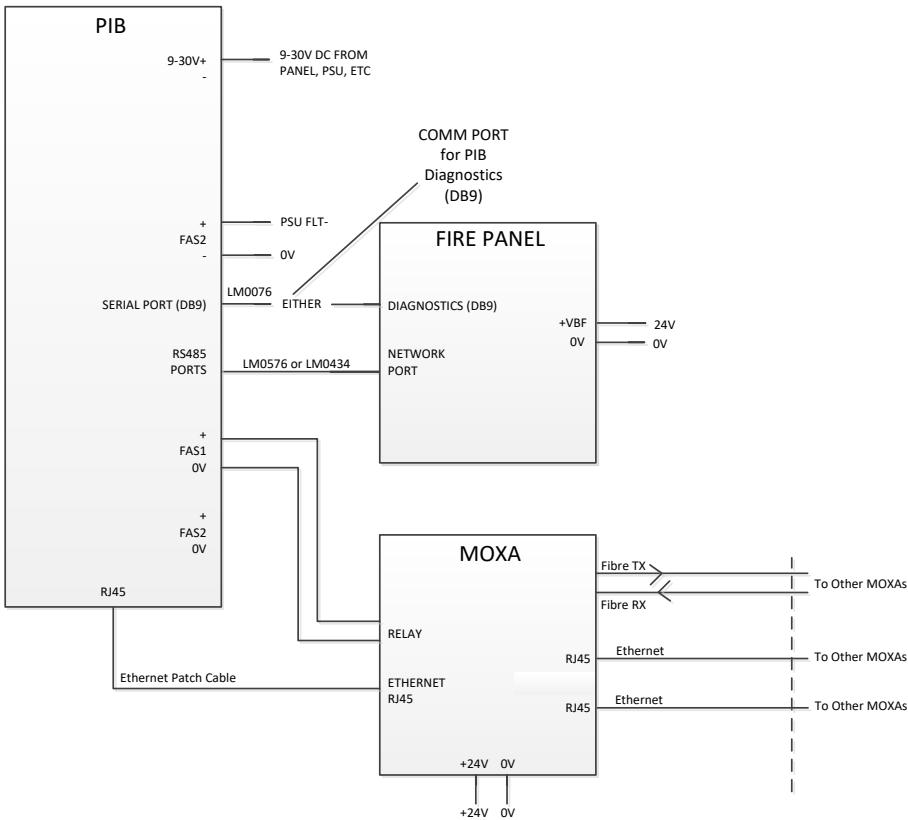 PIB
9-30V+
-
9-30V DC FROM
PANEL, PSU, ETC
COMM PORT
for PIB
Diagnostics
(DB9)
+
FAS2
-
PSU FLT-
0V
FIRE PANEL
LM0076
SERIAL PORT (DB9)
EITHER
DIAGNOSTICS (DB9)
+VBF
0V
24V
0V
RS485
PORTS
LM0576 or LM0434
NETWORK
PORT
+
FAS1
0V
+
FAS2
0V
RJ45
MOXA
Fibre TX
Fibre RX
To Other MOXAs
RELAY
RJ45
Ethernet
To Other MOXAs
Ethernet Patch Cable
ETHERNET
RJ45
RJ45
Ethernet
To Other MOXAs
+24V 0V
+24V 0V